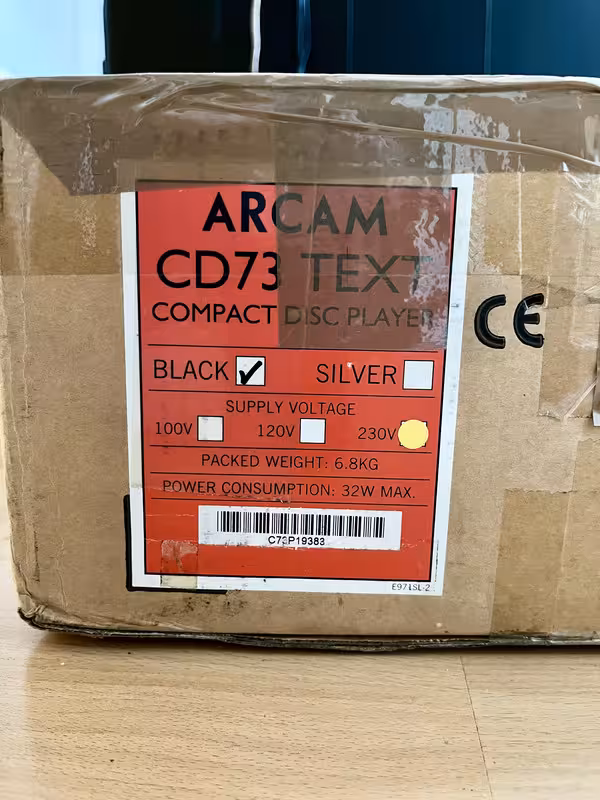 ARCAM
CD73 TEXT
COMPACT DISC PLAYER
CE
BLACK SILVER
SUPPLY VOLTAGE
100V 120V 230V
PACKED WEIGHT: 6.8KG
POWER CONSUMPTION: 32W MAX.
C73P19383
E971SL-2